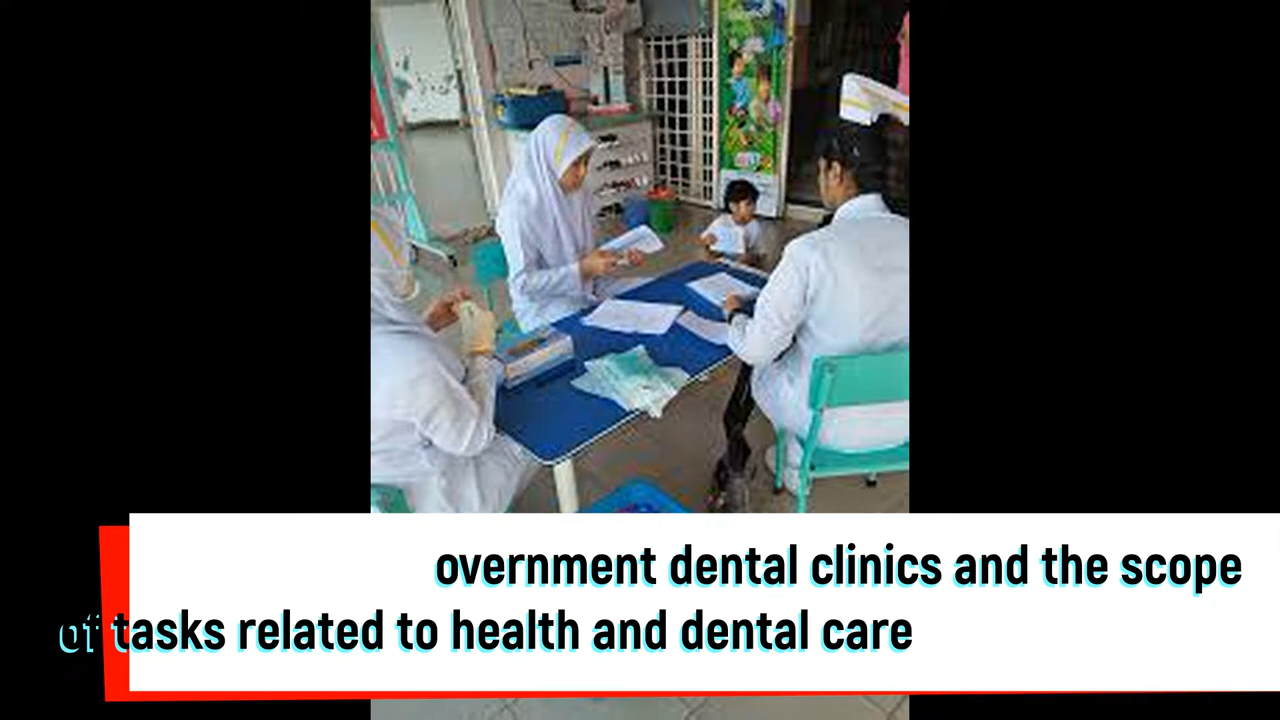 overnment dental clinics and the scope
of tasks related to health and dental care